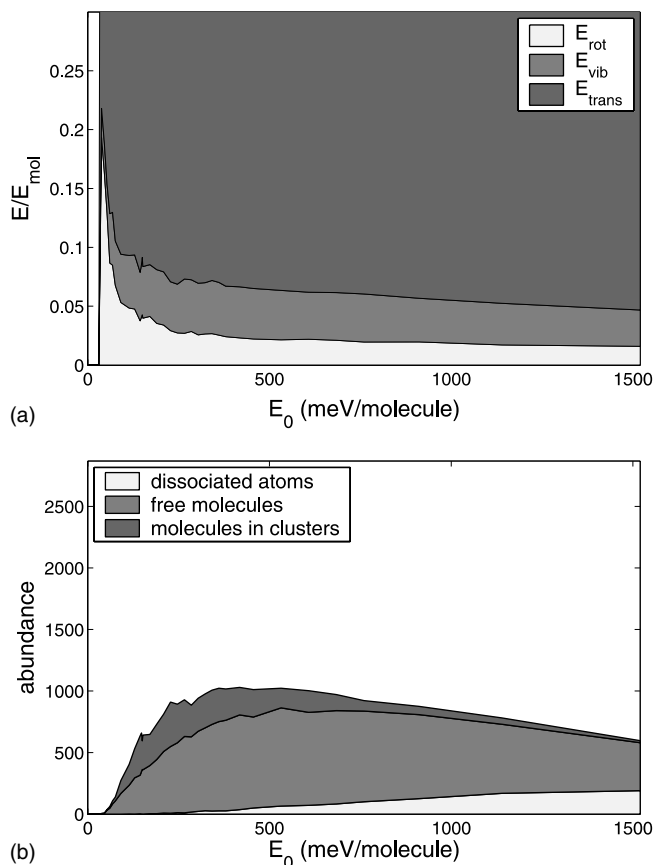 0.25
0.2
0.15
0.1
0.05
0
E/E_mol
E_rot
E_vib
E_trans
0 500 1000 1500
E_0 (meV/molecule)
(a)
2500
2000
1500
1000
500
0
abundance
dissociated atoms
free molecules
molecules in clusters
0 500 1000 1500
E_0 (meV/molecule)
(b)